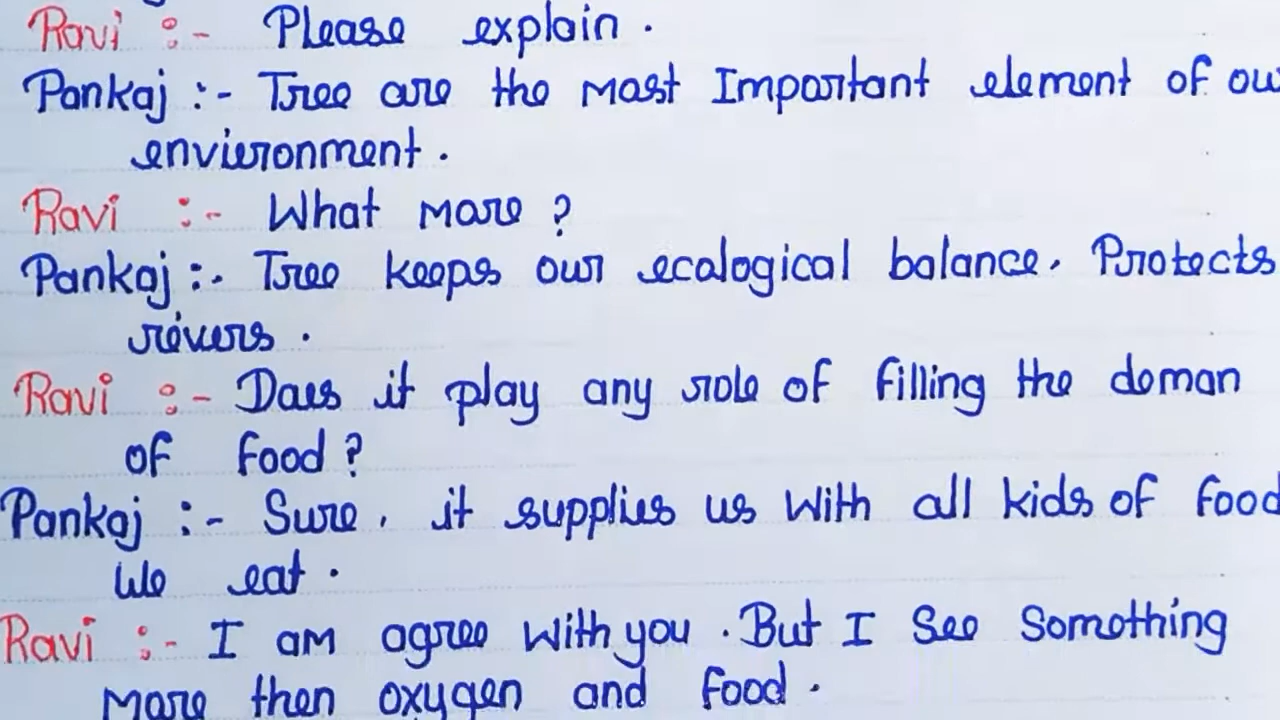 Ravi :- Please explain.
Pankaj :- Tree are the most Important element of ou
envieronment.
Ravi :- What more ?
Pankaj :- Tree keeps our ecological balance. Protects
révers.
Ravi :- Does it play any role of filling the deman
of food ?
Pankaj :- Sure, it supplies us with all kids of food
we eat.
Ravi :- I am agree with you. But I See Something
more then oxygen and food.